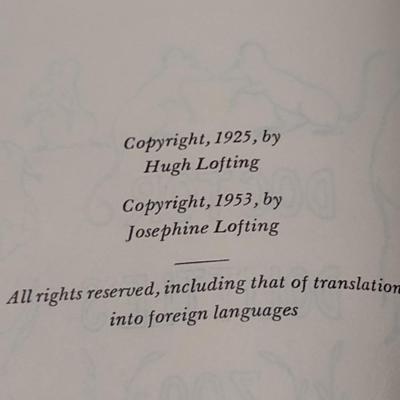 Copyright, 1925, by
Hugh Lofting
Copyright, 1953, by
Josephine Lofting
All rights reserved, including that of translation
into foreign languages